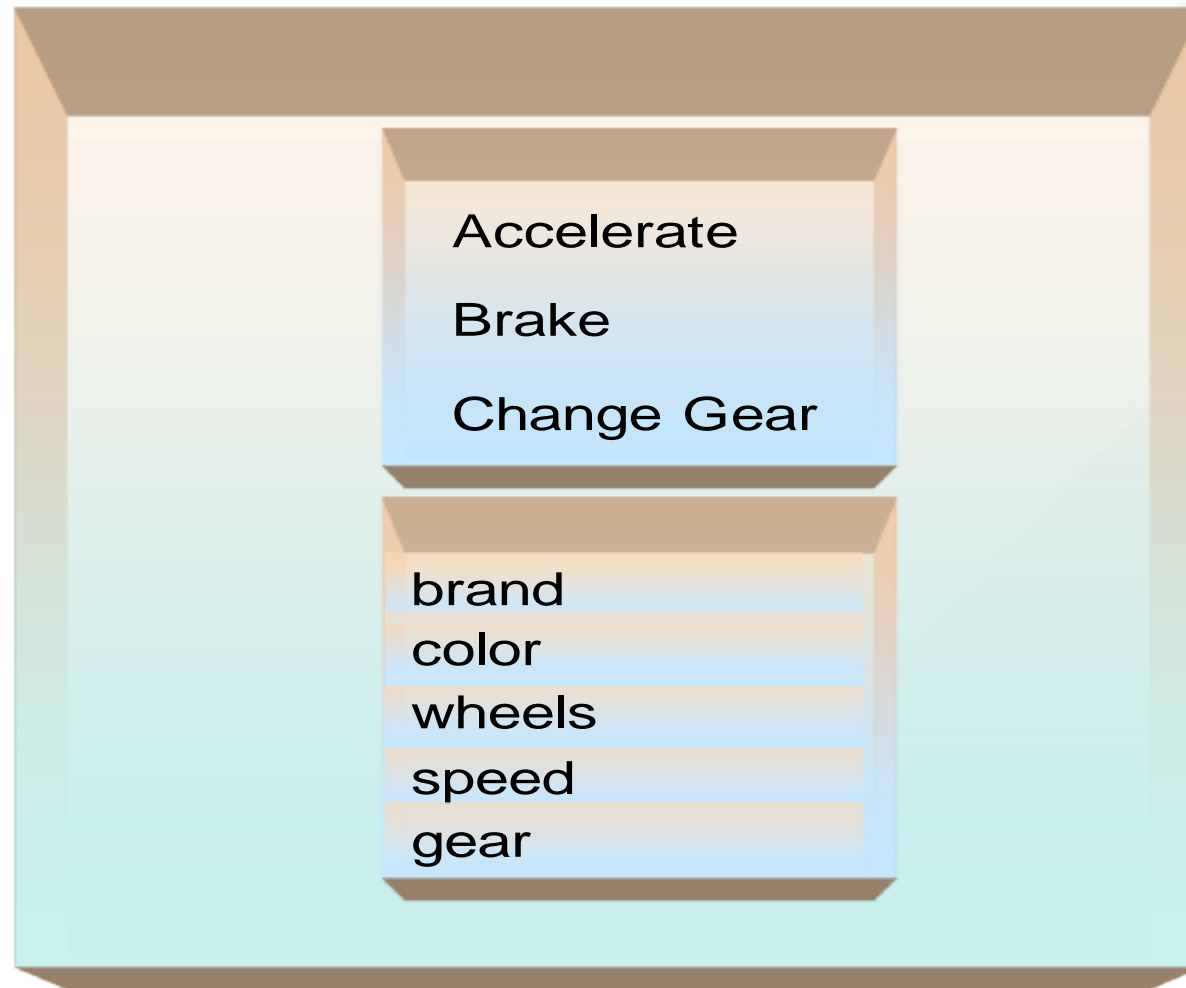 Accelerate
Brake
Change Gear
brand
color
wheels
speed
gear